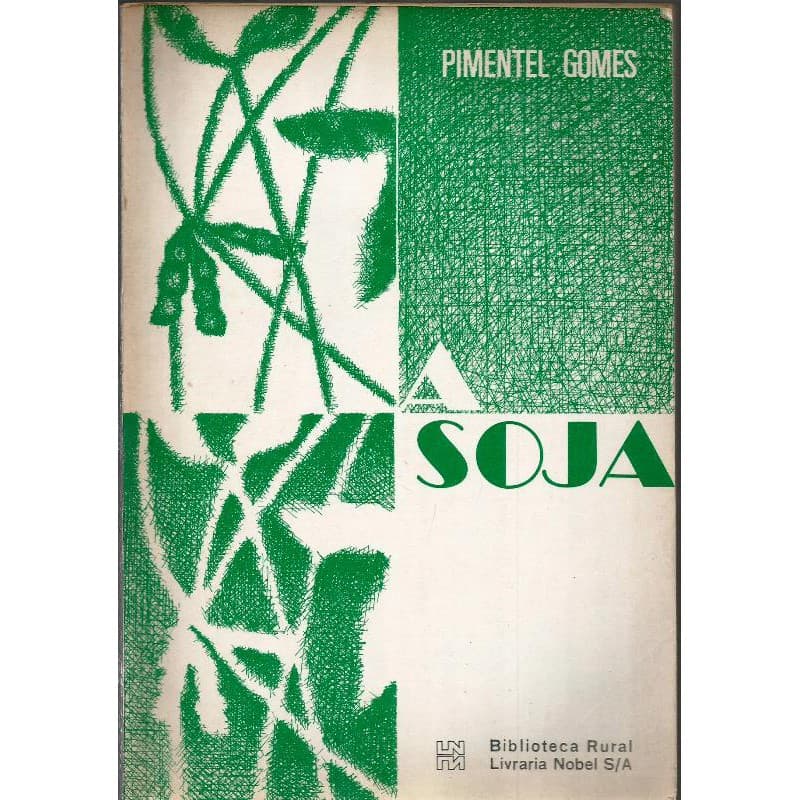 PIMENTEL GOMES
A
SOJA
Biblioteca Rural
Livraria Nobel S/A